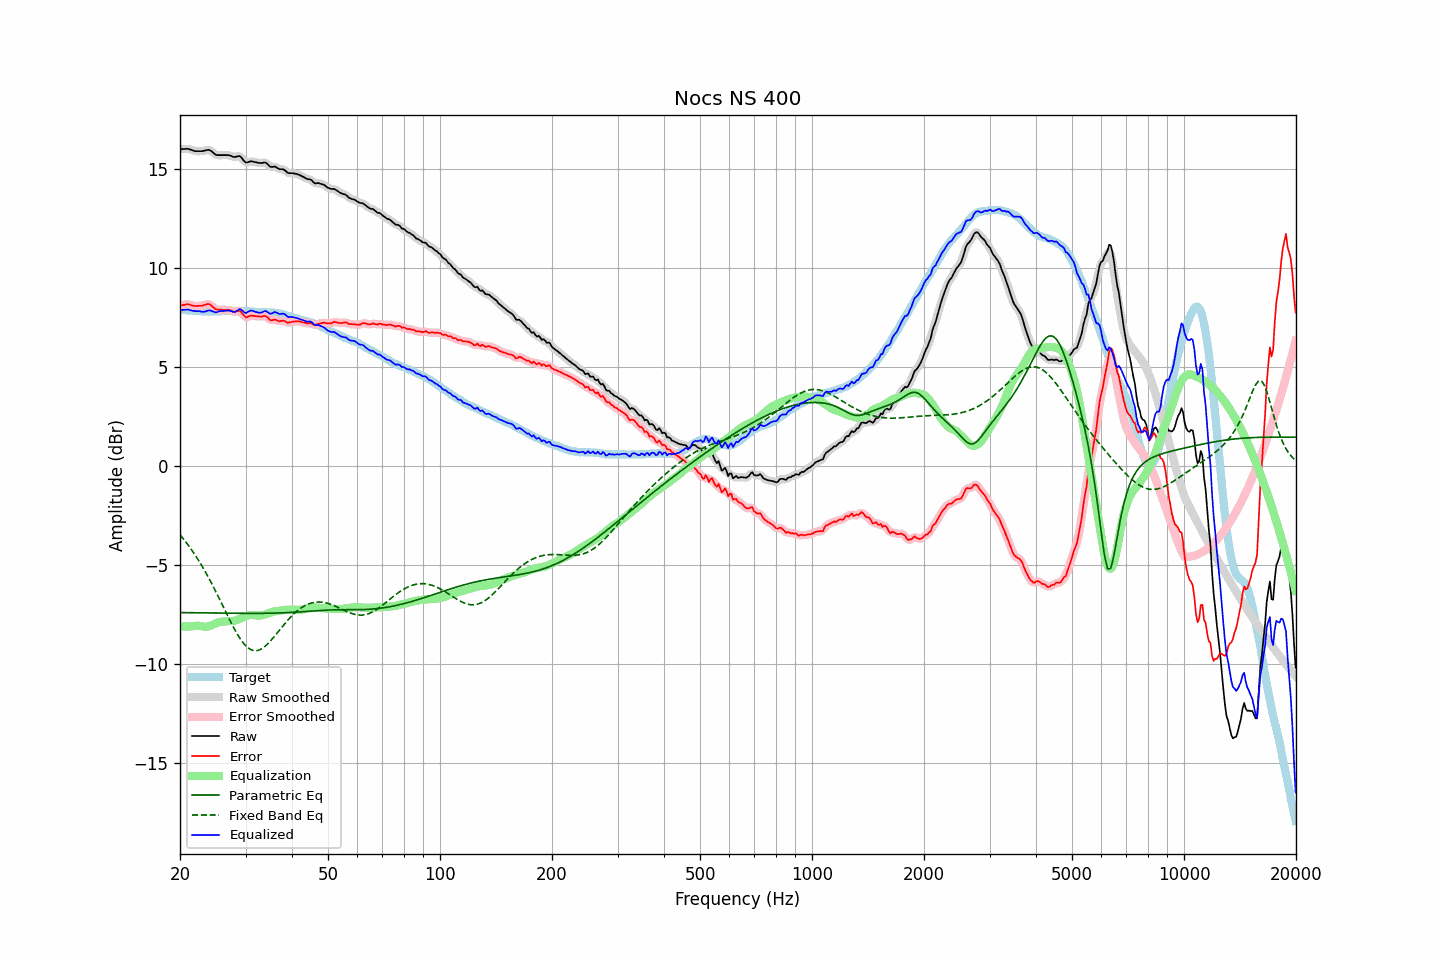 Nocs NS 400
Amplitude (dBr)
15
10
5
0
−5
−10
−15
Target
Raw Smoothed
Error Smoothed
Raw
Error
Equalization
Parametric Eq
Fixed Band Eq
Equalized
20 50 100 200 500 1000 2000 5000 10000 20000
Frequency (Hz)